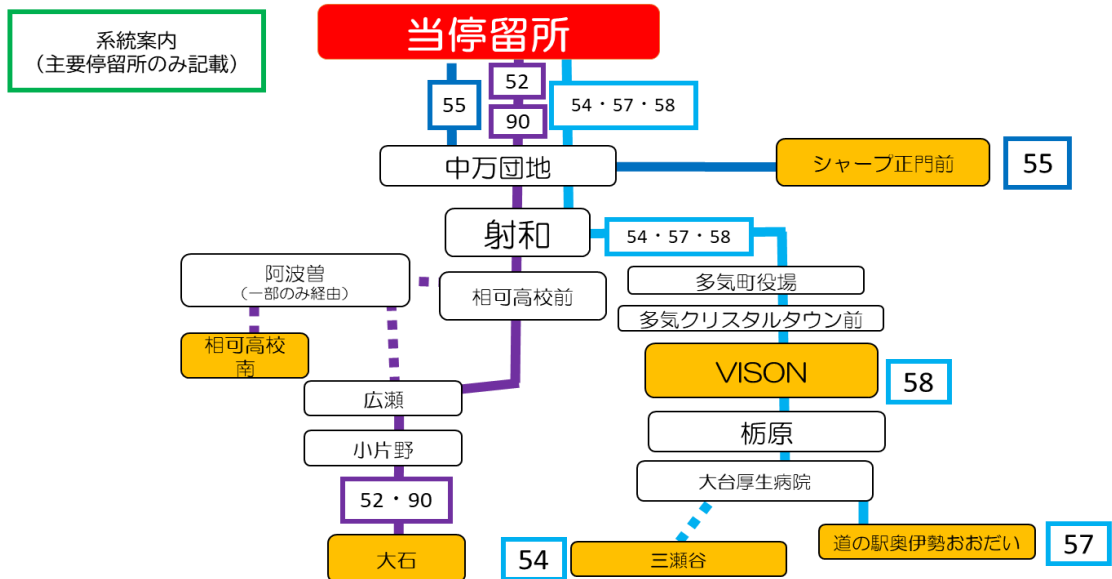 系統案内
（主要停留所のみ記載）
当停留所
55
52
90
54・57・58
中万団地
シャープ正門前
55
射和
54・57・58
阿波曽
（一部のみ経由）
相可高校前
多気町役場
多気クリスタルタウン前
相可高校
南
VISON
58
広瀬
栃原
小片野
大台厚生病院
52・90
大石
54
三瀬谷
道の駅奥伊勢おおだい
57